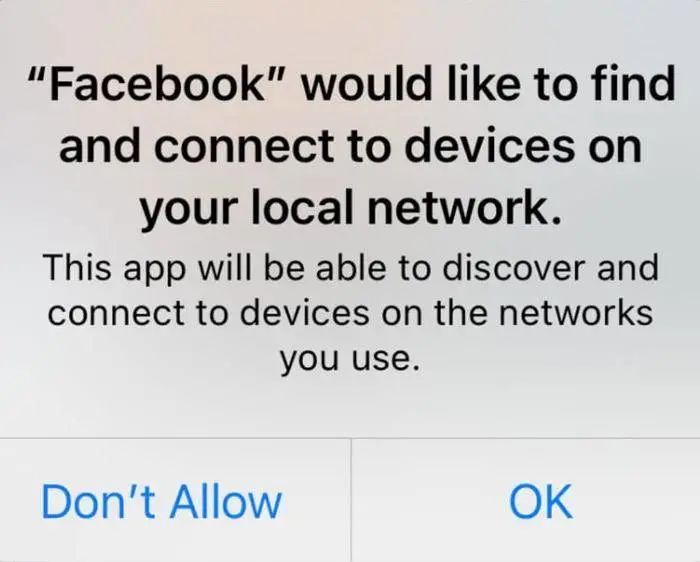 “Facebook” would like to find
and connect to devices on
your local network.
This app will be able to discover and
connect to devices on the networks
you use.
Don’t Allow
OK